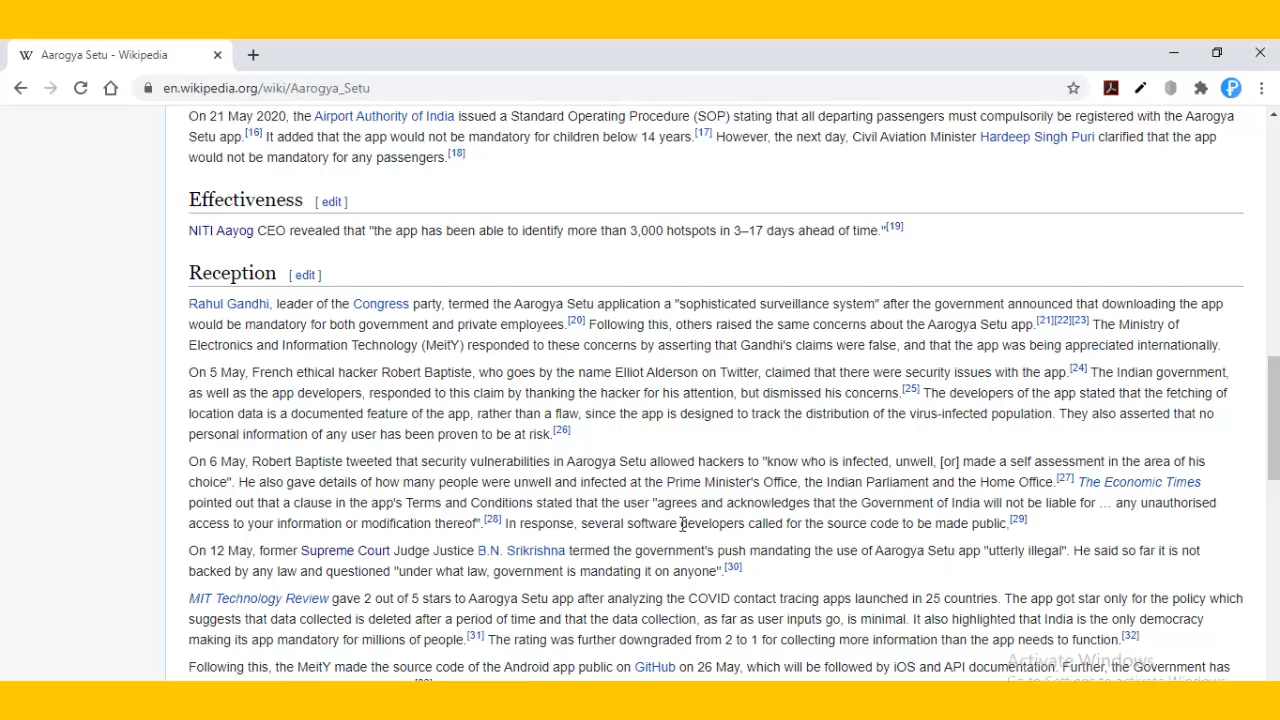 Aarogya Setu - Wikipedia
en.wikipedia.org/wiki/Aarogya_Setu
On 21 May 2020, the Airport Authority of India issued a Standard Operating Procedure (SOP) stating that all departing passengers must compulsorily be registered with the Aarogya
Setu app.[16] It added that the app would not be mandatory for children below 14 years.[17] However, the next day, Civil Aviation Minister Hardeep Singh Puri clarified that the app
would not be mandatory for any passengers.[18]
Effectiveness [ edit ]
NITI Aayog CEO revealed that "the app has been able to identify more than 3,000 hotspots in 3–17 days ahead of time."[19]
Reception [ edit ]
Rahul Gandhi, leader of the Congress party, termed the Aarogya Setu application a "sophisticated surveillance system" after the government announced that downloading the app
would be mandatory for both government and private employees.[20] Following this, others raised the same concerns about the Aarogya Setu app.[21][22][23] The Ministry of
Electronics and Information Technology (MeitY) responded to these concerns by asserting that Gandhi's claims were false, and that the app was being appreciated internationally.
On 5 May, French ethical hacker Robert Baptiste, who goes by the name Elliot Alderson on Twitter, claimed that there were security issues with the app.[24] The Indian government,
as well as the app developers, responded to this claim by thanking the hacker for his attention, but dismissed his concerns.[25] The developers of the app stated that the fetching of
location data is a documented feature of the app, rather than a flaw, since the app is designed to track the distribution of the virus-infected population. They also asserted that no
personal information of any user has been proven to be at risk.[26]
On 6 May, Robert Baptiste tweeted that security vulnerabilities in Aarogya Setu allowed hackers to "know who is infected, unwell, [or] made a self assessment in the area of his
choice". He also gave details of how many people were unwell and infected at the Prime Minister's Office, the Indian Parliament and the Home Office.[27] The Economic Times
pointed out that a clause in the app's Terms and Conditions stated that the user "agrees and acknowledges that the Government of India will not be liable for … any unauthorised
access to your information or modification thereof".[28] In response, several software developers called for the source code to be made public,[29]
On 12 May, former Supreme Court Judge Justice B.N. Srikrishna termed the government's push mandating the use of Aarogya Setu app "utterly illegal". He said so far it is not
backed by any law and questioned "under what law, government is mandating it on anyone".[30]
MIT Technology Review gave 2 out of 5 stars to Aarogya Setu app after analyzing the COVID contact tracing apps launched in 25 countries. The app got star only for the policy which
suggests that data collected is deleted after a period of time and that the data collection, as far as user inputs go, is minimal. It also highlighted that India is the only democracy
making its app mandatory for millions of people.[31] The rating was further downgraded from 2 to 1 for collecting more information than the app needs to function.[32]
Following this, the MeitY made the source code of the Android app public on GitHub on 26 May, which will be followed by iOS and API documentation. Further, the Government has
Activate Windows
Go to Settings to activate Windows.